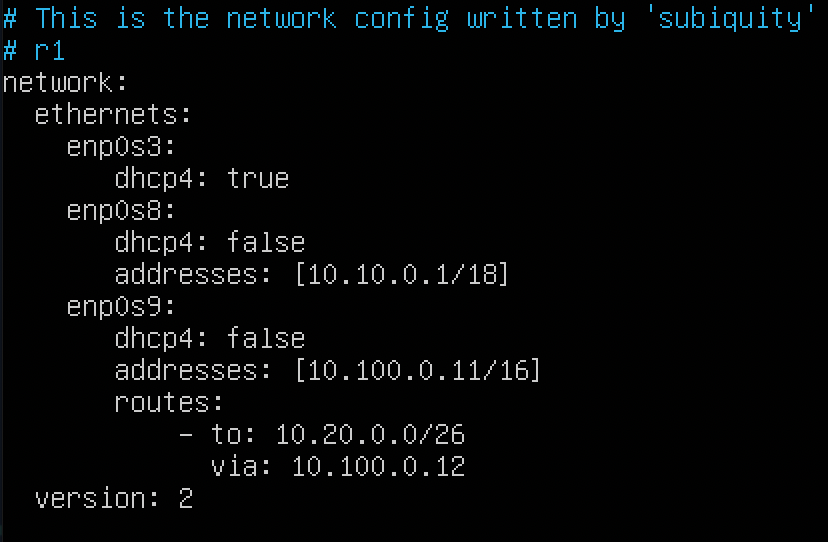 # This is the network config written by 'subiquity'
# r1
network:
  ethernets:
    enp0s3:
       dhcp4: true
    enp0s8:
       dhcp4: false
       addresses: [10.10.0.1/18]
    enp0s9:
       dhcp4: false
       addresses: [10.100.0.11/16]
       routes:
           - to: 10.20.0.0/26
             via: 10.100.0.12
  version: 2